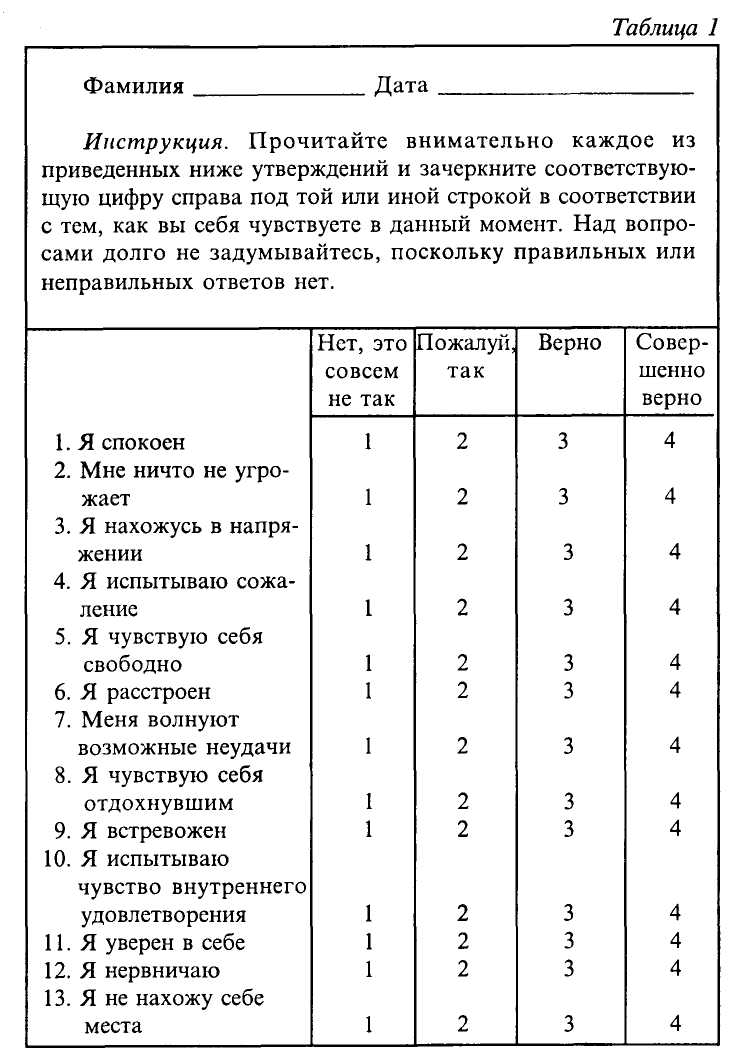 Таблица 1
Фамилия _____________ Дата ___________________
Инструкция. Прочитайте внимательно каждое из
приведенных ниже утверждений и зачеркните соответствую-
щую цифру справа под той или иной строкой в соответствии
с тем, как вы себя чувствуете в данный момент. Над вопро-
сами долго не задумывайтесь, поскольку правильных или
неправильных ответов нет.
Нет, это Пожалуй, Верно Совер-
совсем так шенно
не так верно
1. Я спокоен 1 2 3 4
2. Мне ничто не угро-
жает 1 2 3 4
3. Я нахожусь в напря-
жении 1 2 3 4
4. Я испытываю сожа-
ление 1 2 3 4
5. Я чувствую себя
свободно 1 2 3 4
6. Я расстроен 1 2 3 4
7. Меня волнуют
возможные неудачи 1 2 3 4
8. Я чувствую себя
отдохнувшим 1 2 3 4
9. Я встревожен 1 2 3 4
10. Я испытываю
чувство внутреннего
удовлетворения 1 2 3 4
11. Я уверен в себе 1 2 3 4
12. Я нервничаю 1 2 3 4
13. Я не нахожу себе
места 1 2 3 4